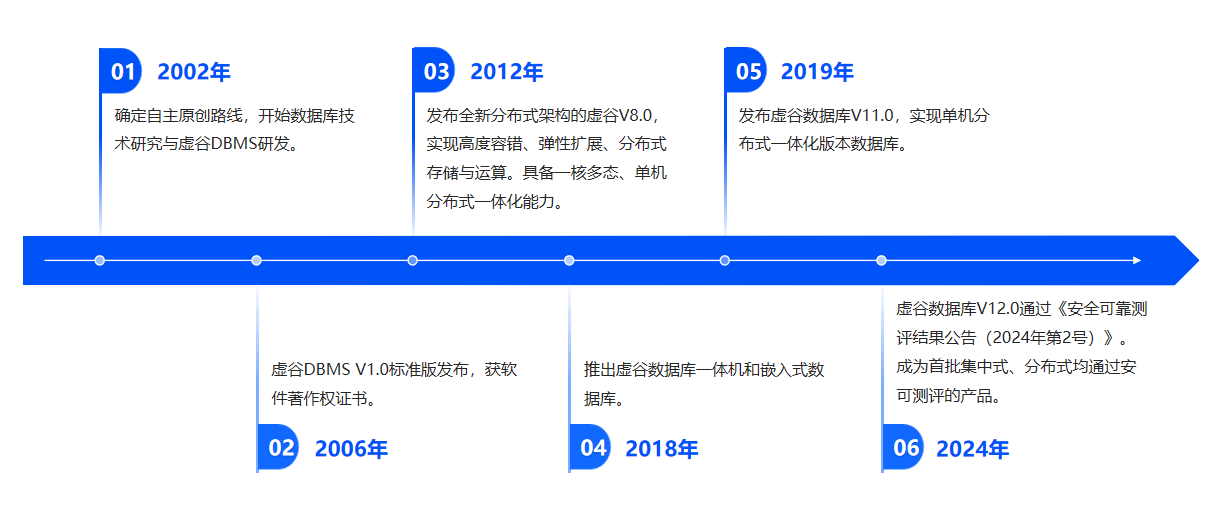 01 2002年
确定自主原创路线，开始数据库技
术研究与虚谷DBMS研发。
02 2006年
虚谷DBMS V1.0标准版发布，获软
件著作权证书。
03 2012年
发布全新分布式架构的虚谷V8.0，
实现高度容错、弹性扩展、分布式
存储与运算。具备一核多态、单机
分布式一体化能力。
04 2018年
推出虚谷数据库一体机和嵌入式数
据库。
05 2019年
发布虚谷数据库V11.0，实现单机分
布式一体化版本数据库。
06 2024年
虚谷数据库V12.0通过《安全可靠测
评结果公告（2024年第2号）》。
成为首批集中式、分布式均通过安
可测评的产品。